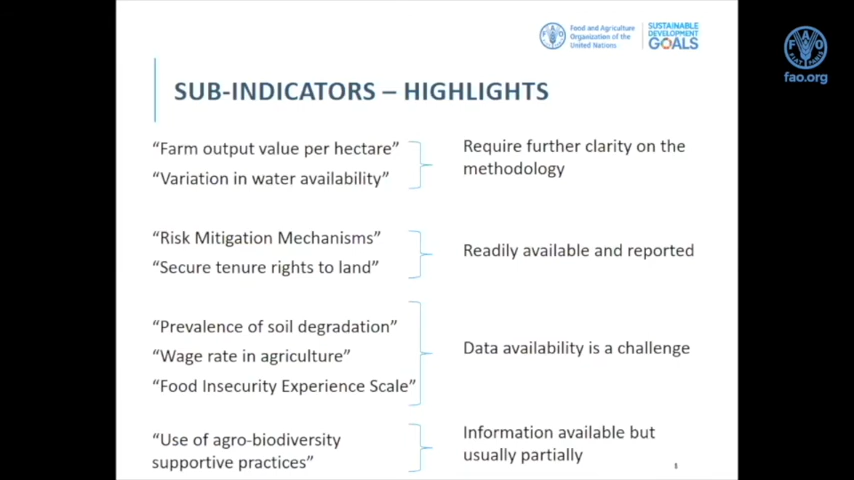 Food and Agriculture
Organization of the
United Nations
SUSTAINABLE
DEVELOPMENT
GOALS
FAO
FIAT PANIS
fao.org
SUB-INDICATORS – HIGHLIGHTS
“Farm output value per hectare”
“Variation in water availability”
Require further clarity on the
methodology
“Risk Mitigation Mechanisms”
“Secure tenure rights to land”
Readily available and reported
“Prevalence of soil degradation”
“Wage rate in agriculture”
“Food Insecurity Experience Scale”
Data availability is a challenge
“Use of agro-biodiversity
supportive practices”
Information available but
usually partially